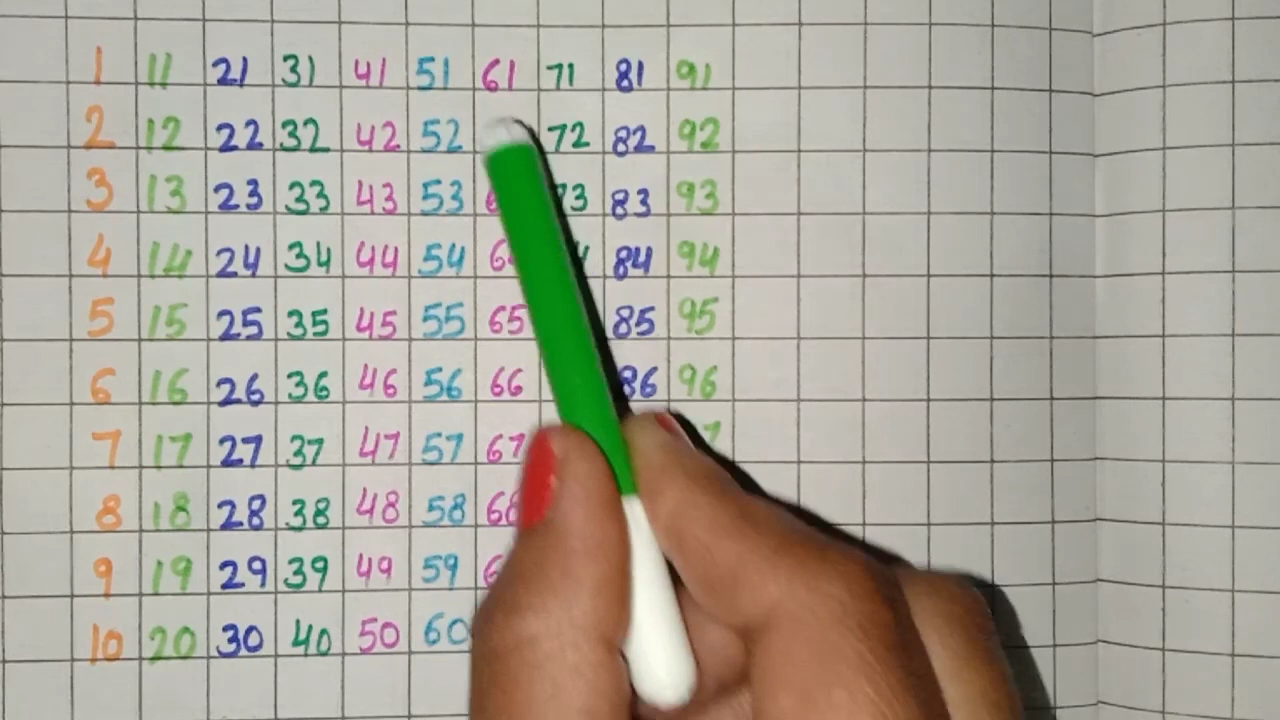 1 11 21 31 41 51 61 71 81 91
2 12 22 32 42 52 72 82 92
3 13 23 33 43 53 83 93
4 14 24 34 44 54 84 94
5 15 25 35 45 55 65 85 95
6 16 26 36 46 56 66 86 96
7 17 27 37 47 57 67
8 18 28 38 48 58 68
9 19 29 39 49 59
10 20 30 40 50 60